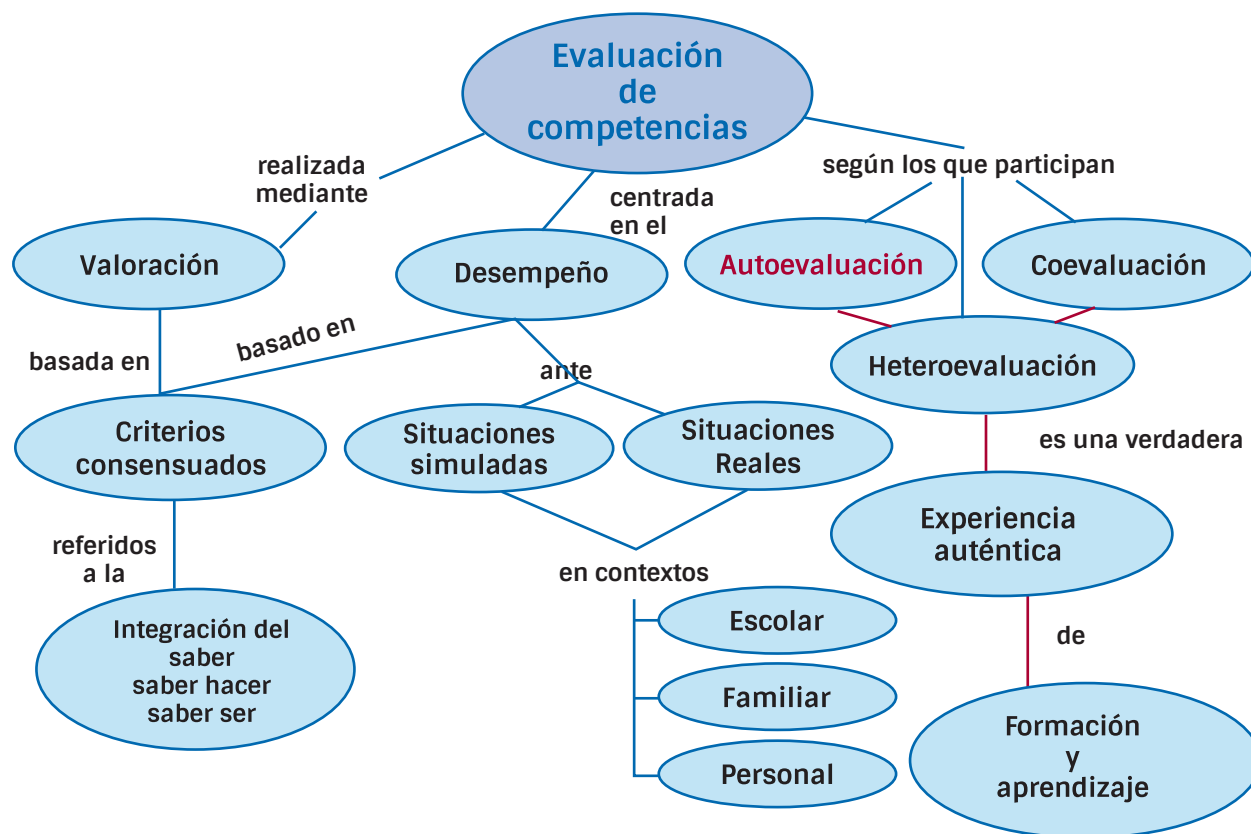 Evaluación
de
competencias
realizada
mediante
centrada
en el
según los que participan
Valoración
Desempeño
Autoevaluación
Coevaluación
basada en
basado en
ante
Heteroevaluación
Criterios
consensuados
Situaciones
simuladas
Situaciones
Reales
es una verdadera
Experiencia
auténtica
referidos
a la
en contextos
Integración del
saber
saber hacer
saber ser
Escolar
Familiar
Personal
de
Formación
y
aprendizaje